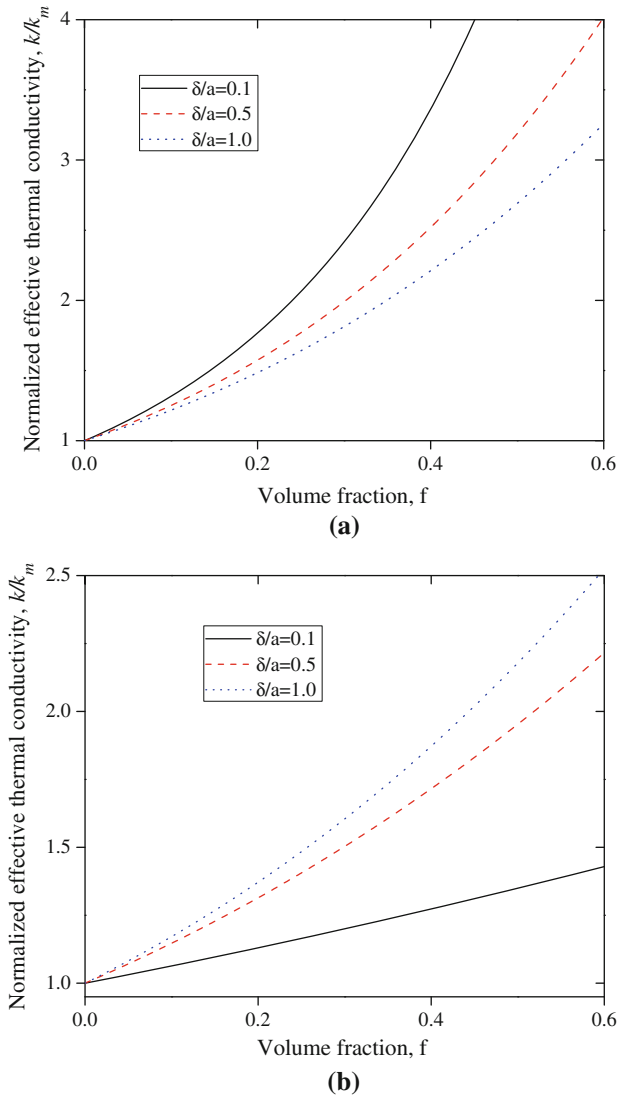 Normalized effective thermal conductivity, k/kₘ
4
3
2
1
δ/a=0.1
δ/a=0.5
δ/a=1.0
0.0 0.2 0.4 0.6
Volume fraction, f
(a)
Normalized effective thermal conductivity, k/kₘ
2.5
2.0
1.5
1.0
δ/a=0.1
δ/a=0.5
δ/a=1.0
0.0 0.2 0.4 0.6
Volume fraction, f
(b)